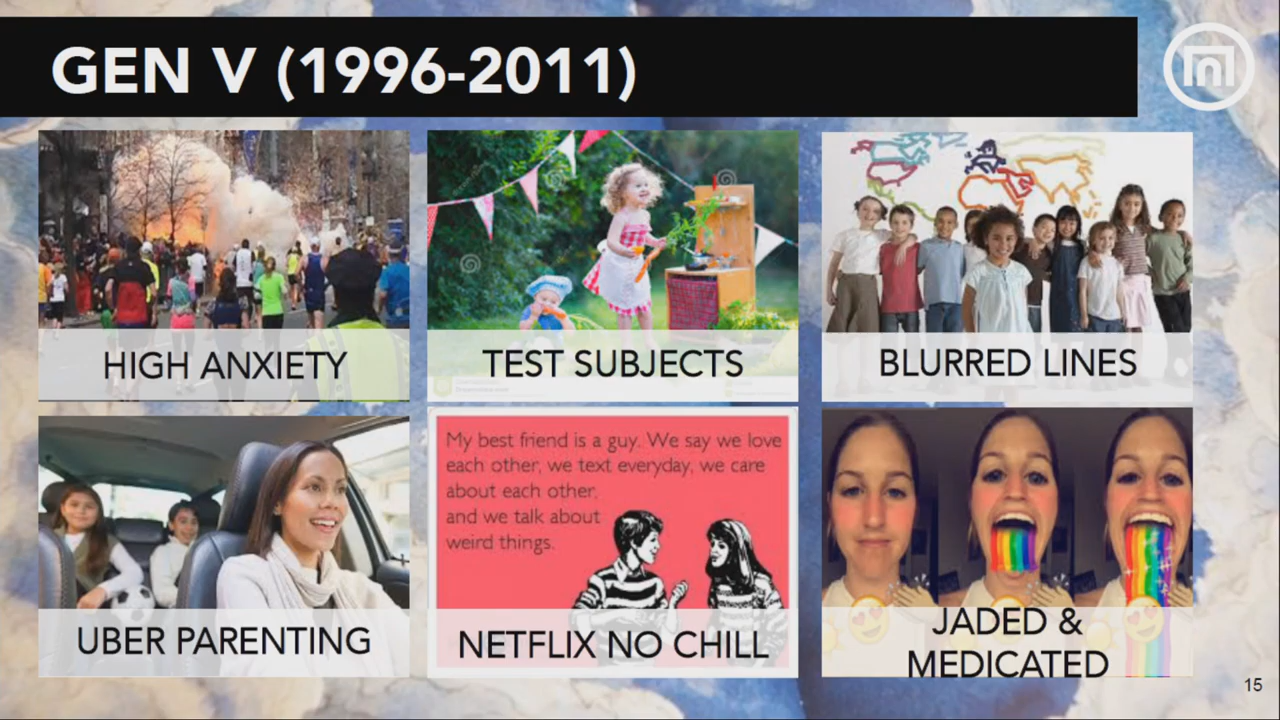 GEN V (1996-2011)
HIGH ANXIETY
TEST SUBJECTS
BLURRED LINES
My best friend is a guy. We say we love
each other, we text everyday, we care
about each other,
and we talk about
weird things.
UBER PARENTING
NETFLIX NO CHILL
JADED &
MEDICATED
15